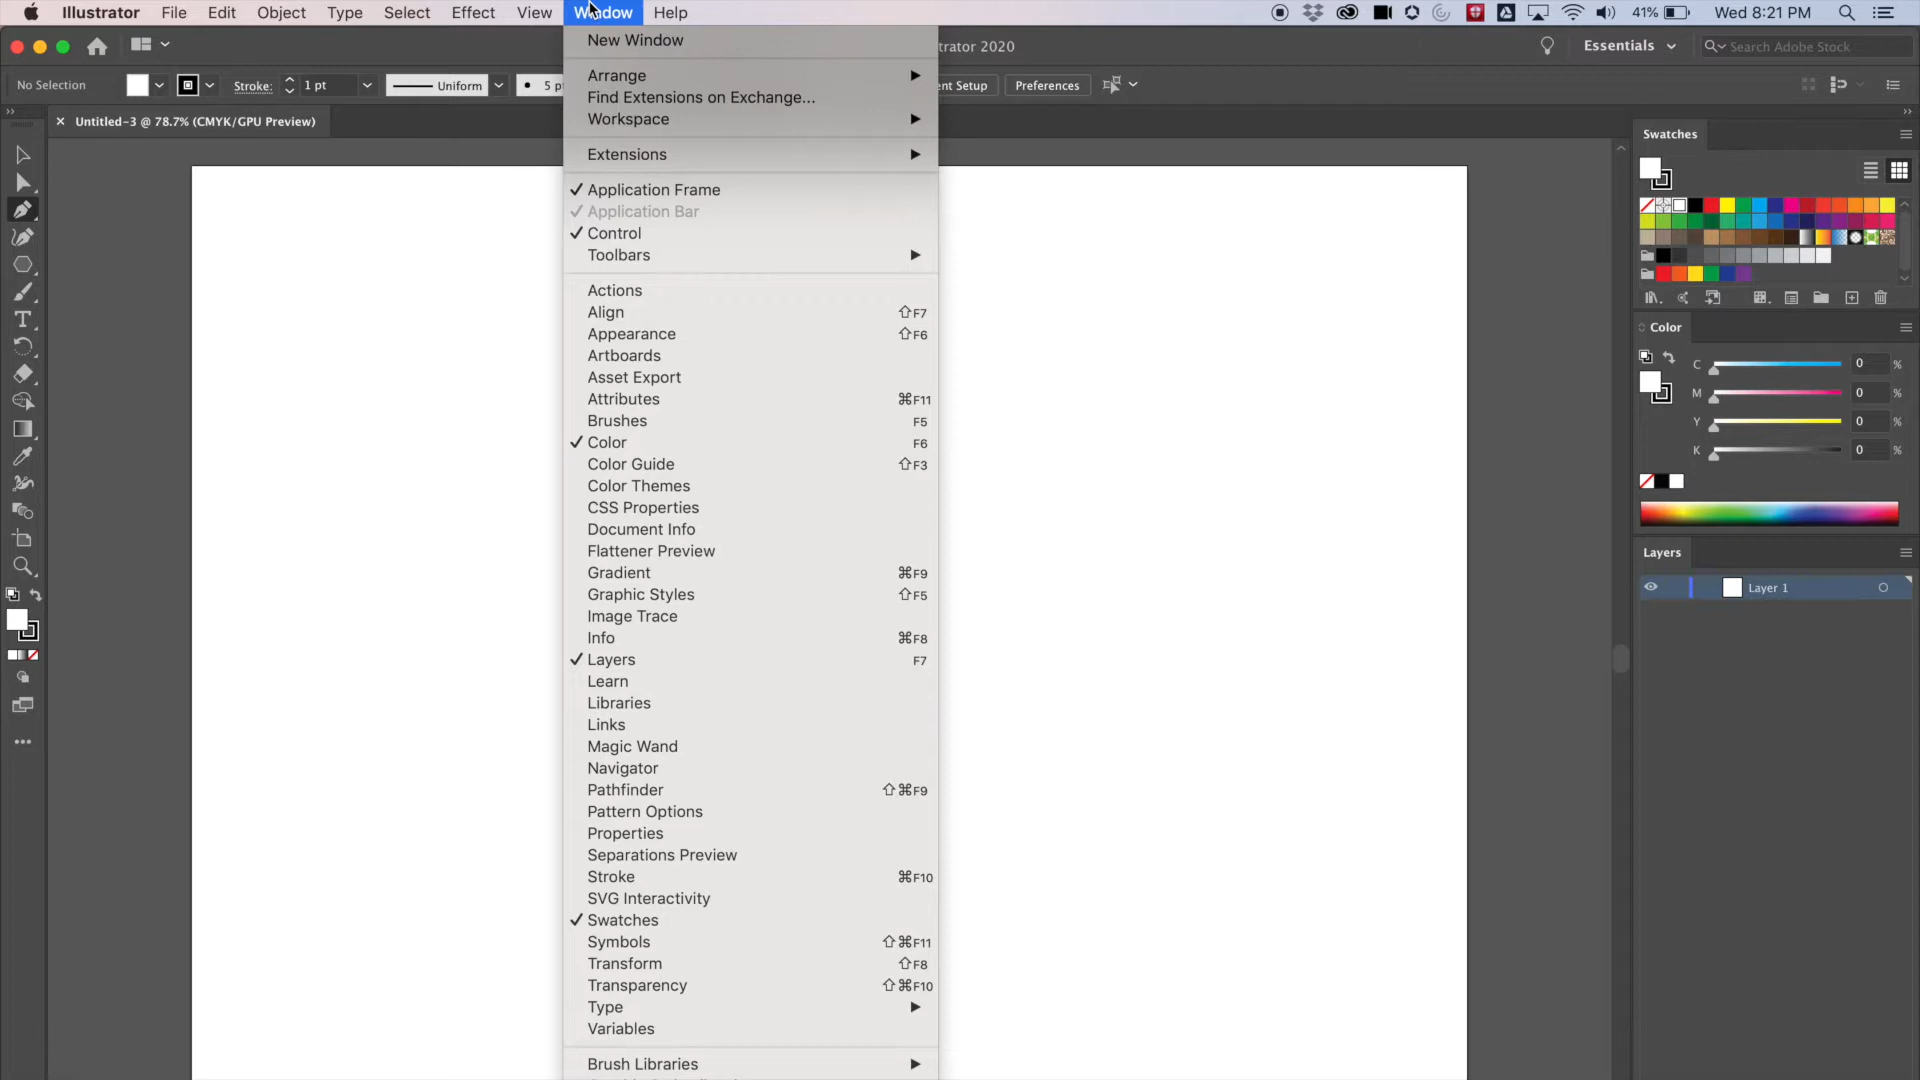 Illustrator File Edit Object Type Select Effect View Window Help
41% Wed 8:21 PM
New Window
trator 2020
Essentials
Search Adobe Stock
No Selection
Stroke:
1 pt
Uniform
5 p
ent Setup
Preferences
Arrange
Find Extensions on Exchange...
Workspace
Untitled-3 @ 78.7% (CMYK/GPU Preview)
Extensions
Application Frame
Application Bar
Control
Toolbars
Actions
Align ⇧F7
Appearance ⇧F6
Artboards
Asset Export
Attributes ⌘F11
Brushes F5
Color F6
Color Guide ⇧F3
Color Themes
CSS Properties
Document Info
Flattener Preview
Gradient ⌘F9
Graphic Styles ⇧F5
Image Trace
Info ⌘F8
Layers F7
Learn
Libraries
Links
Magic Wand
Navigator
Pathfinder ⇧⌘F9
Pattern Options
Properties
Separations Preview
Stroke ⌘F10
SVG Interactivity
Swatches
Symbols ⇧⌘F11
Transform ⇧F8
Transparency ⇧⌘F10
Type
Variables
Brush Libraries
Swatches
Color
C 0 %
M 0 %
Y 0 %
K 0 %
Layers
Layer 1